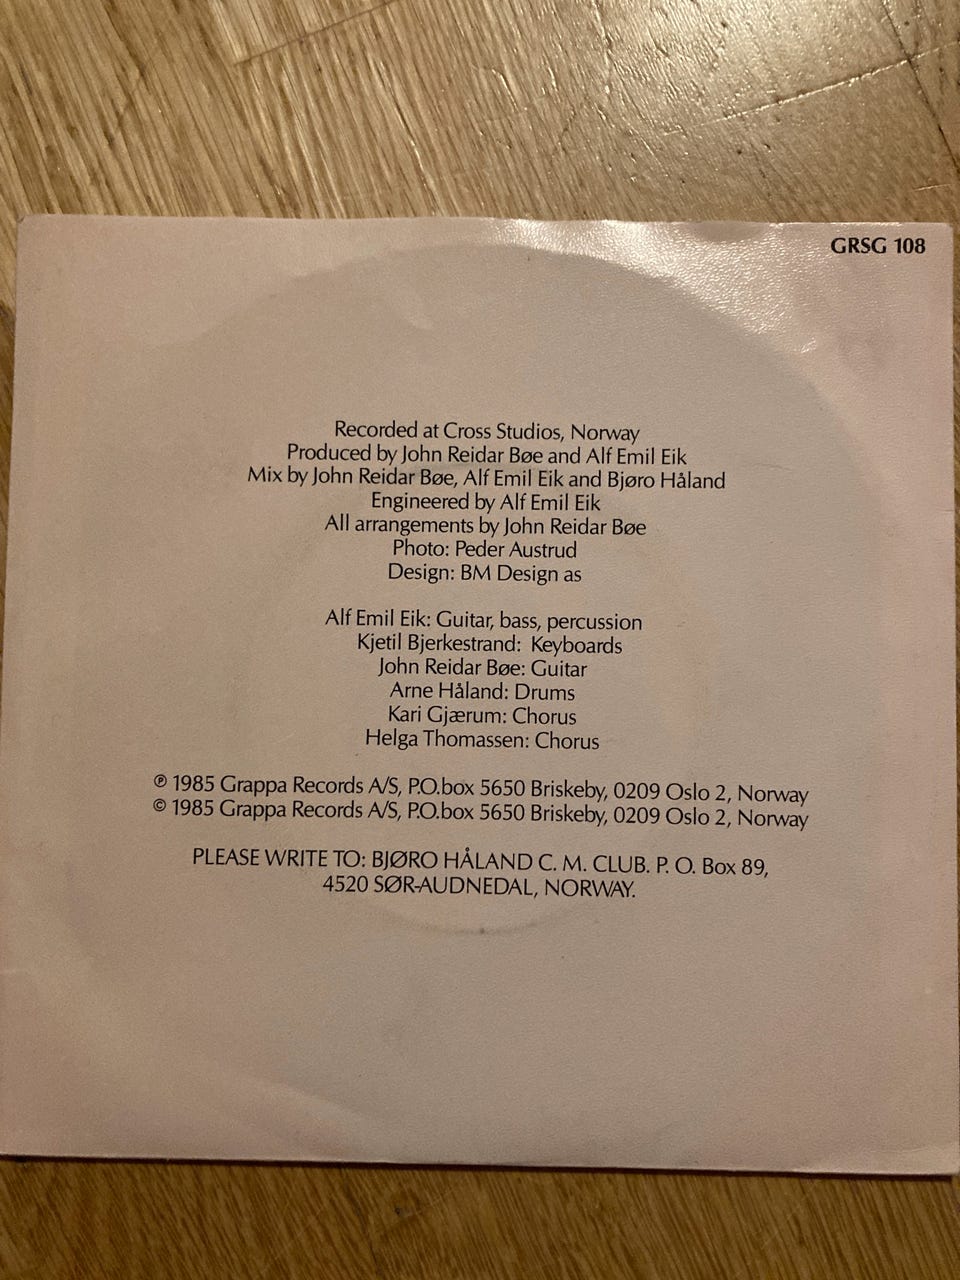 GRSG 108
Recorded at Cross Studios, Norway
Produced by John Reidar Bøe and Alf Emil Eik
Mix by John Reidar Bøe, Alf Emil Eik and Bjøro Håland
Engineered by Alf Emil Eik
All arrangements by John Reidar Bøe
Photo: Peder Austrud
Design: BM Design as
Alf Emil Eik: Guitar, bass, percussion
Kjetil Bjerkestrand: Keyboards
John Reidar Bøe: Guitar
Arne Håland: Drums
Kari Gjærum: Chorus
Helga Thomassen: Chorus
℗ 1985 Grappa Records A/S, P.O.box 5650 Briskeby, 0209 Oslo 2, Norway
© 1985 Grappa Records A/S, P.O.box 5650 Briskeby, 0209 Oslo 2, Norway
PLEASE WRITE TO: BJØRO HÅLAND C. M. CLUB. P. O. Box 89,
4520 SØR-AUDNEDAL, NORWAY.